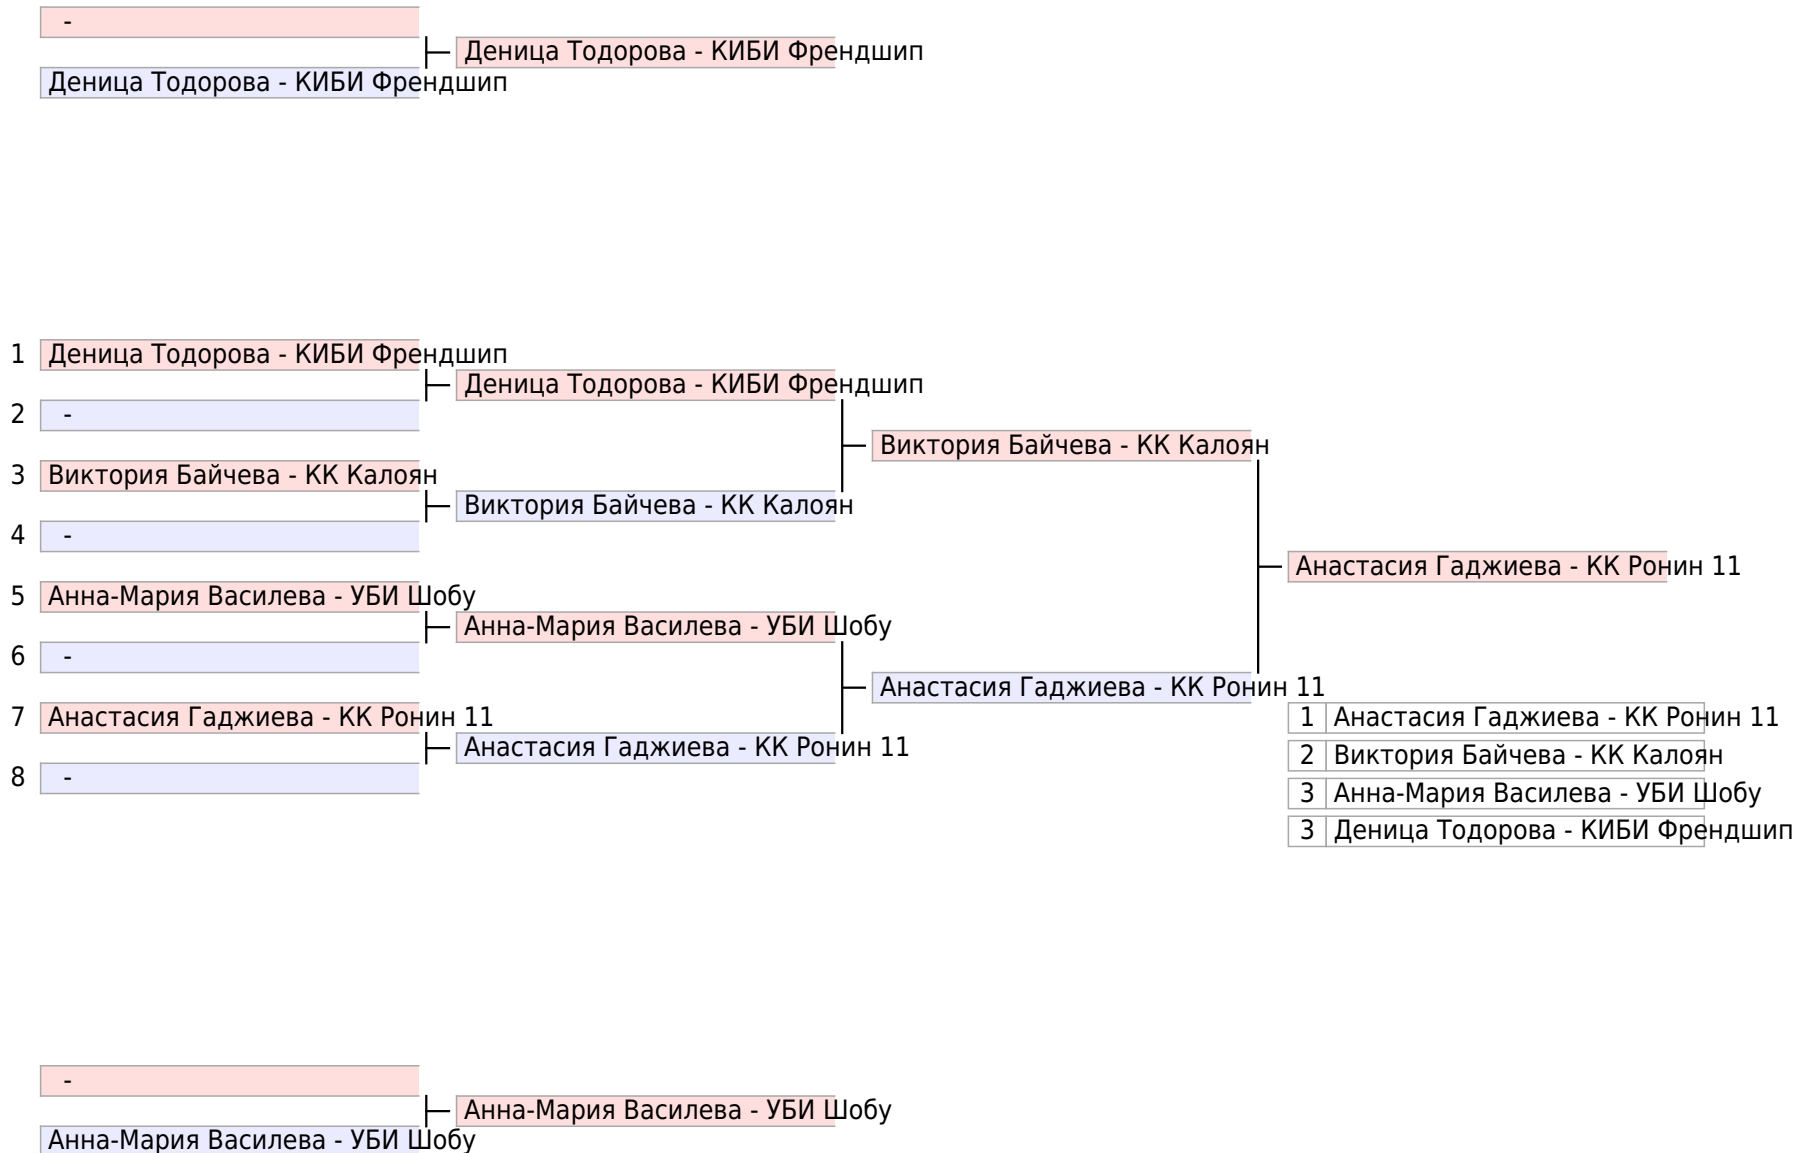 -
Деница Тодорова - КИБИ Френдшип
Деница Тодорова - КИБИ Френдшип
1 Деница Тодорова - КИБИ Френдшип
Деница Тодорова - КИБИ Френдшип
2 -
Виктория Байчева - КК Калоян
3 Виктория Байчева - КК Калоян
Виктория Байчева - КК Калоян
4 -
Анастасия Гаджиева - КК Ронин 11
5 Анна-Мария Василева - УБИ Шобу
Анна-Мария Василева - УБИ Шобу
6 -
Анастасия Гаджиева - КК Ронин 11
7 Анастасия Гаджиева - КК Ронин 11
1 Анастасия Гаджиева - КК Ронин 11
Анастасия Гаджиева - КК Ронин 11
2 Виктория Байчева - КК Калоян
8 -
3 Анна-Мария Василева - УБИ Шобу
3 Деница Тодорова - КИБИ Френдшип
-
Анна-Мария Василева - УБИ Шобу
Анна-Мария Василева - УБИ Шобу